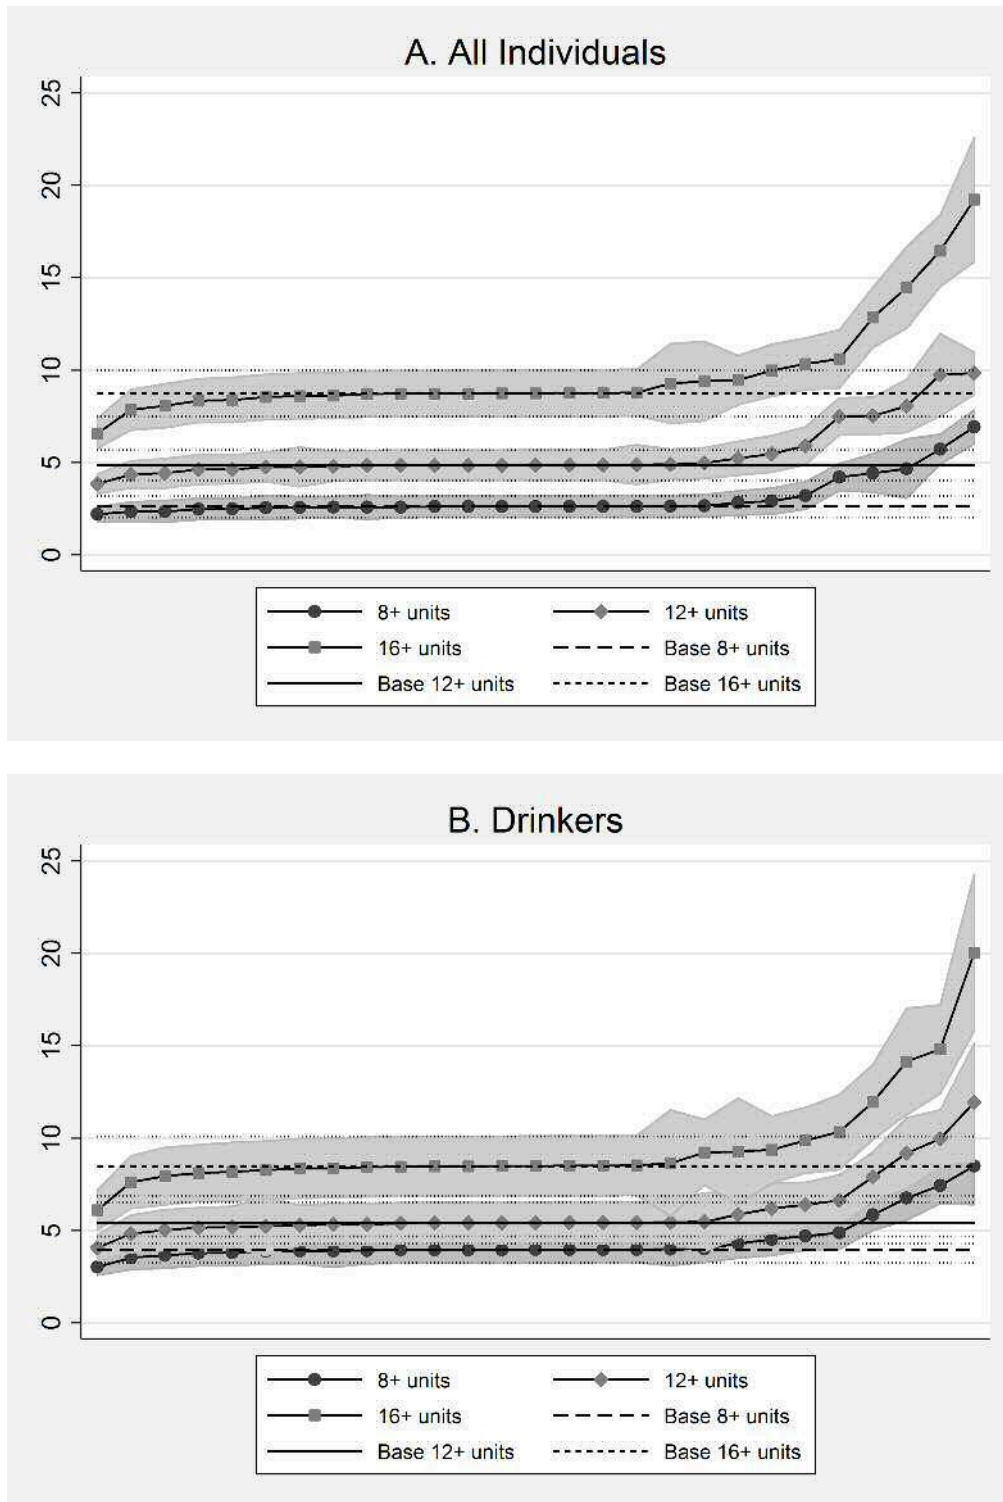 A. All Individuals
25
20
15
10
5
0
8+ units
12+ units
16+ units
Base 8+ units
Base 12+ units
Base 16+ units
B. Drinkers
25
20
15
10
5
0
8+ units
12+ units
16+ units
Base 8+ units
Base 12+ units
Base 16+ units